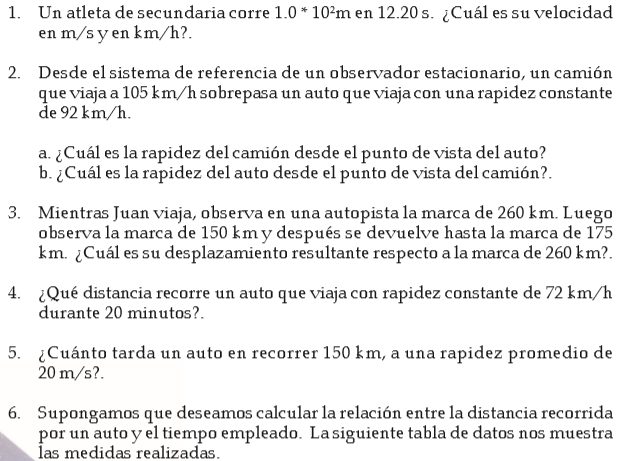 1. Un atleta de secundaria corre 1.0 * 10²m en 12.20 s. ¿Cuál es su velocidad
en m/s y en km/h?.
2. Desde el sistema de referencia de un observador estacionario, un camión
que viaja a 105 km/h sobrepasa un auto que viaja con una rapidez constante
de 92 km/h.
a. ¿Cuál es la rapidez del camión desde el punto de vista del auto?
b. ¿Cuál es la rapidez del auto desde el punto de vista del camión?.
3. Mientras Juan viaja, observa en una autopista la marca de 260 km. Luego
observa la marca de 150 km y después se devuelve hasta la marca de 175
km. ¿Cuál es su desplazamiento resultante respecto a la marca de 260 km?.
4. ¿Qué distancia recorre un auto que viaja con rapidez constante de 72 km/h
durante 20 minutos?.
5. ¿Cuánto tarda un auto en recorrer 150 km, a una rapidez promedio de
20 m/s?.
6. Supongamos que deseamos calcular la relación entre la distancia recorrida
por un auto y el tiempo empleado. La siguiente tabla de datos nos muestra
las medidas realizadas.